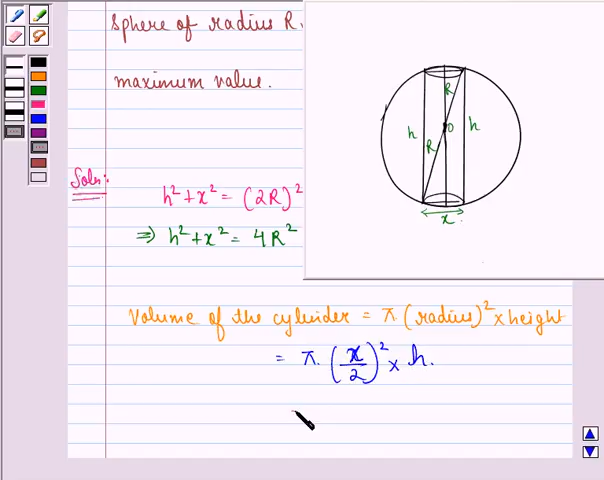 Sphere of radius R.
maximum value.
Soln:
h² + x² = (2R)²
⇒ h² + x² = 4R²
Volume of the cylinder = π (radius)² × height
= π. (x/2)² × h.
R
h
O
h
R
x